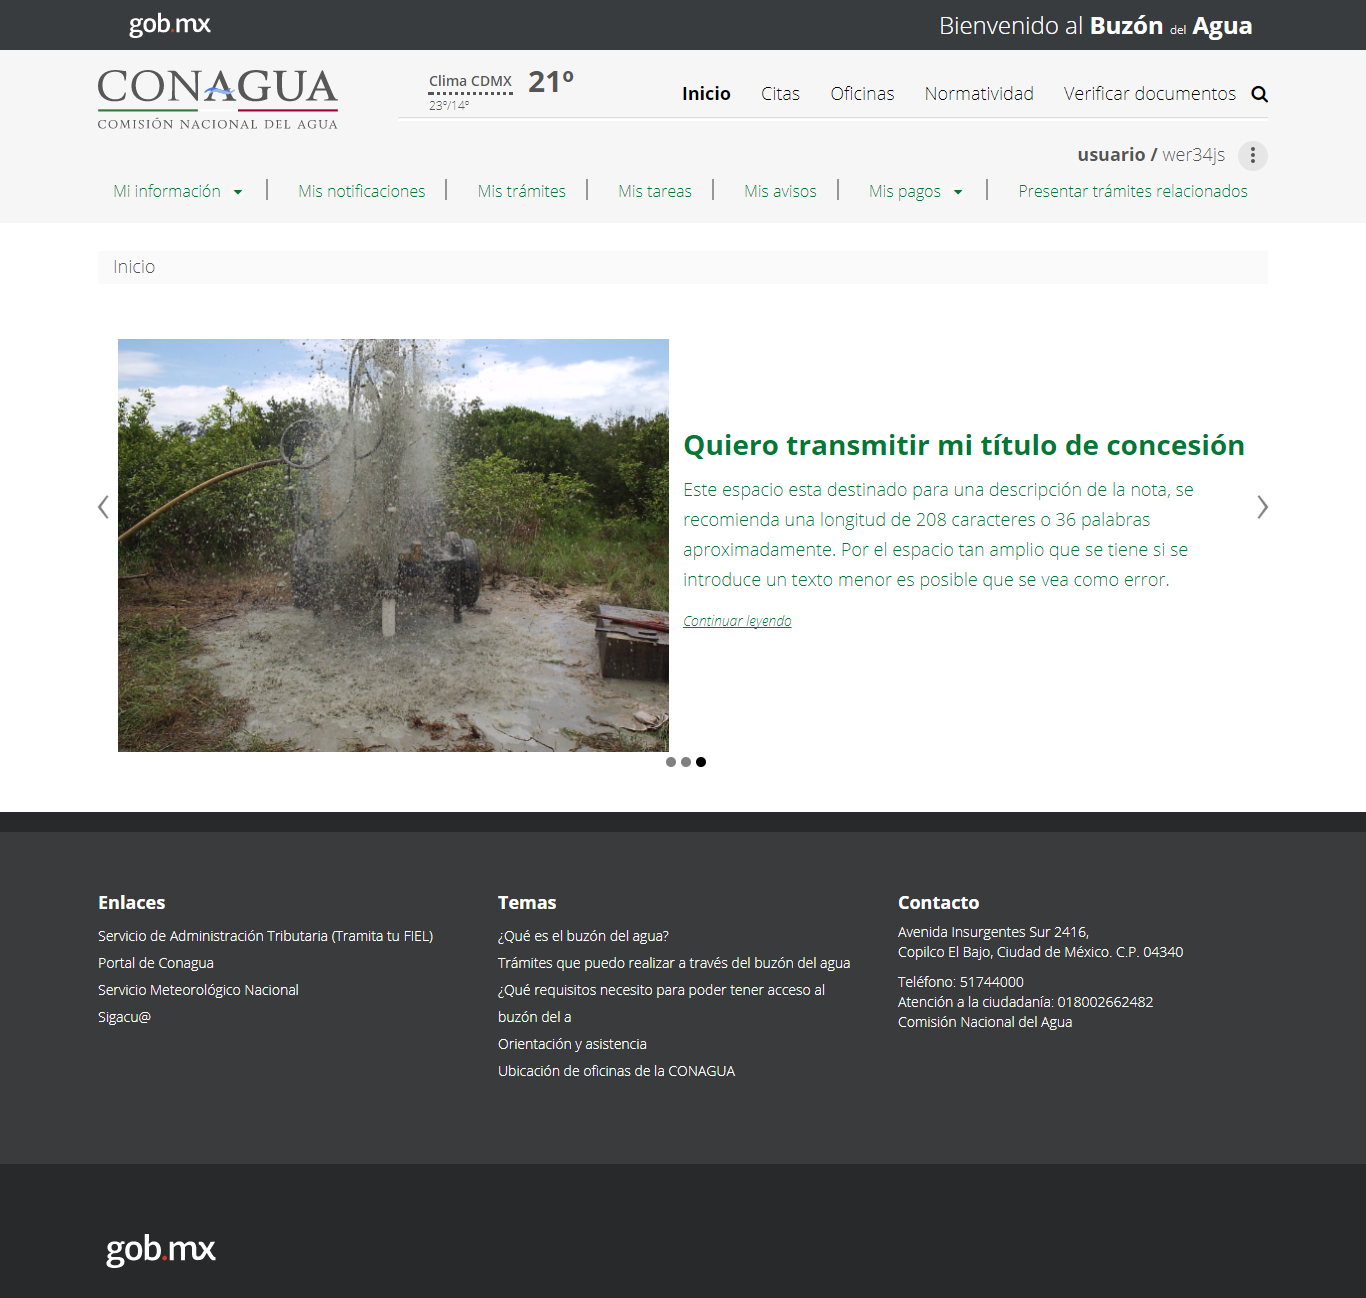 gob.mx
Bienvenido al Buzón del Agua
CONAGUA
COMISIÓN NACIONAL DEL AGUA
Clima CDMX 21º
23º/14º
Inicio Citas Oficinas Normatividad Verificar documentos
usuario / wer34js
Mi información Mis notificaciones Mis trámites Mis tareas Mis avisos Mis pagos Presentar trámites relacionados
Inicio
Quiero transmitir mi título de concesión
Este espacio esta destinado para una descripción de la nota, se
recomienda una longitud de 208 caracteres o 36 palabras
aproximadamente. Por el espacio tan amplio que se tiene si se
introduce un texto menor es posible que se vea como error.
Continuar leyendo
Enlaces
Servicio de Administración Tributaria (Tramita tu FIEL)
Portal de Conagua
Servicio Meteorológico Nacional
Sigacu@
Temas
¿Qué es el buzón del agua?
Trámites que puedo realizar a través del buzón del agua
¿Qué requisitos necesito para poder tener acceso al
buzón del a
Orientación y asistencia
Ubicación de oficinas de la CONAGUA
Contacto
Avenida Insurgentes Sur 2416,
Copilco El Bajo, Ciudad de México. C.P. 04340
Teléfono: 51744000
Atención a la ciudadanía: 018002662482
Comisión Nacional del Agua
gob.mx